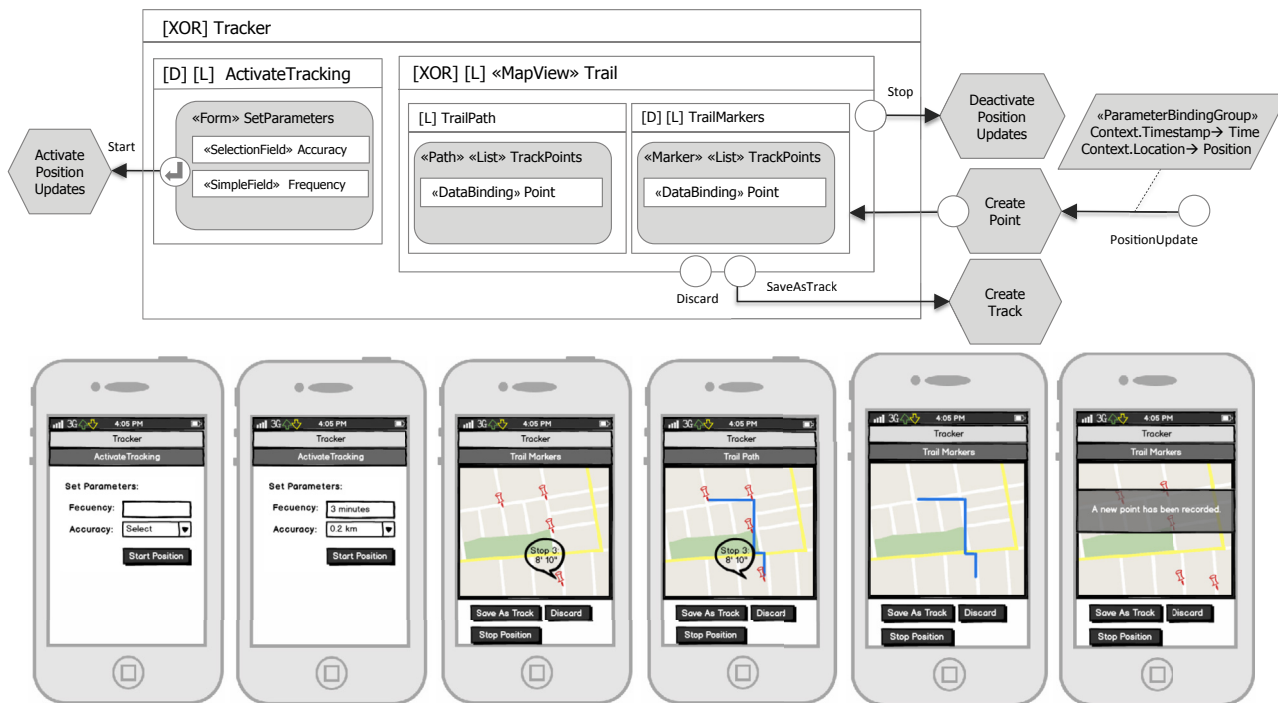 [XOR] Tracker
[D] [L] ActivateTracking
«Form» SetParameters
«SelectionField» Accuracy
«SimpleField» Frequency
Start
Activate
Position
Updates
[XOR] [L] «MapView» Trail
[L] TrailPath
«Path» «List» TrackPoints
«DataBinding» Point
[D] [L] TrailMarkers
«Marker» «List» TrackPoints
«DataBinding» Point
Stop
Deactivate
Position
Updates
«ParameterBindingGroup»
Context.Timestamp→ Time
Context.Location→ Position
Create
Point
PositionUpdate
Discard
SaveAsTrack
Create
Track
3G 4:05 PM
Tracker
ActivateTracking
Set Parameters:
Fecuency:
Accuracy: Select
Start Position
3G 4:05 PM
Tracker
ActivateTracking
Set Parameters:
Fecuency: 3 minutes
Accuracy: 0.2 km
Start Position
3G 4:05 PM
Tracker
Trail Markers
Stop 3:
8' 10"
Save As Track Discard
Stop Position
3G 4:05 PM
Tracker
Trail Path
Stop 3:
8' 10"
Save As Track Discard
Stop Position
3G 4:05 PM
Tracker
Trail Markers
Save As Track Discard
Stop Position
3G 4:05 PM
Tracker
Trail Markers
A new point has been recorded.
Save As Track Discard
Stop Position